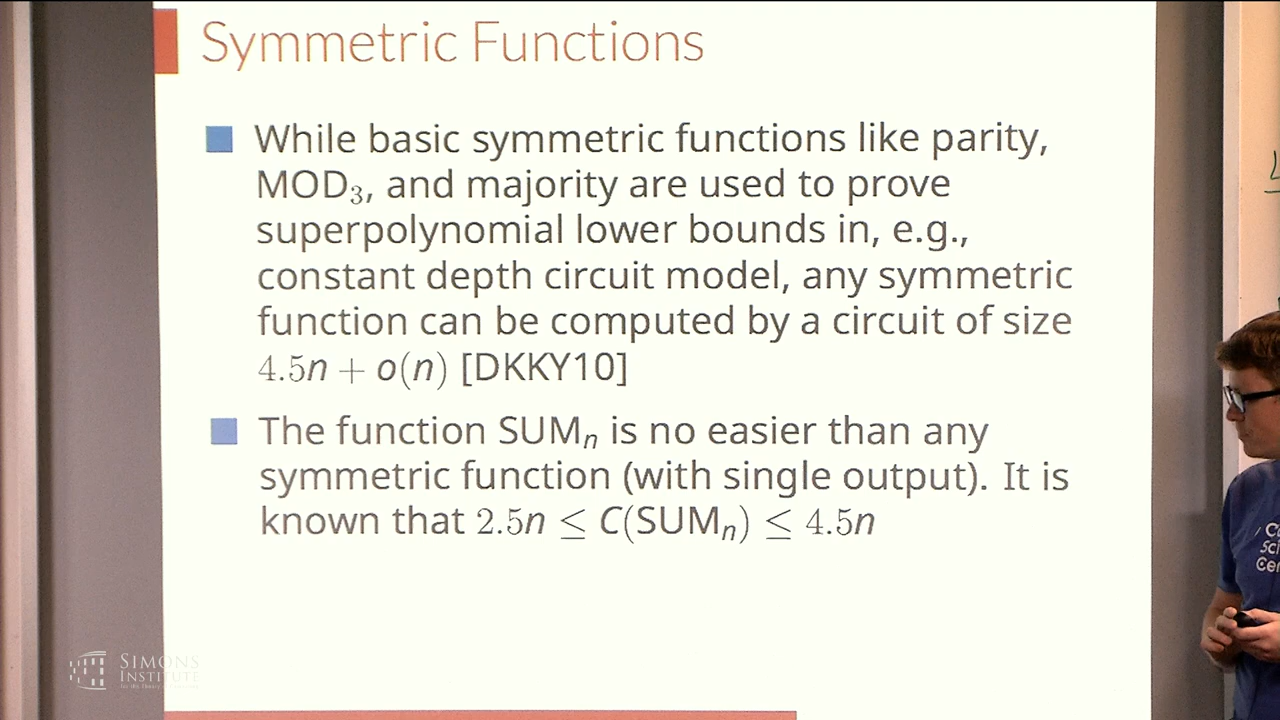 Symmetric Functions
While basic symmetric functions like parity,
MOD₃, and majority are used to prove
superpolynomial lower bounds in, e.g.,
constant depth circuit model, any symmetric
function can be computed by a circuit of size
4.5n + o(n) [DKKY10]
The function SUMₙ is no easier than any
symmetric function (with single output). It is
known that 2.5n ≤ C(SUMₙ) ≤ 4.5n
SIMONS
INSTITUTE